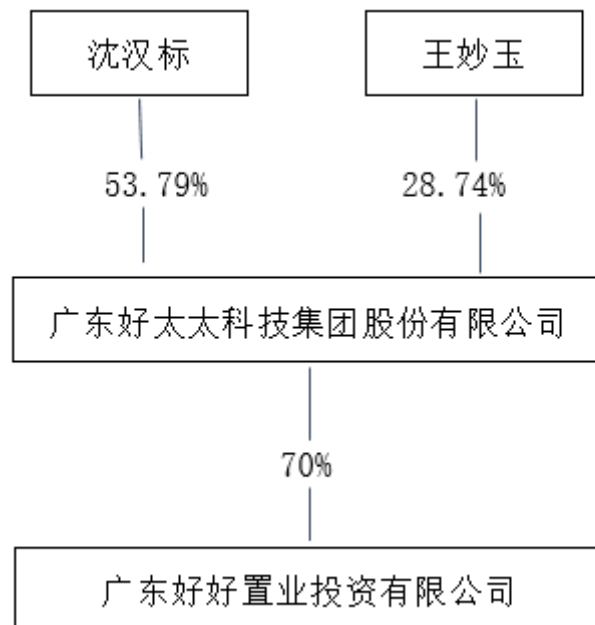 沈汉标
王妙玉
53.79%
28.74%
广东好太太科技集团股份有限公司
70%
广东好好置业投资有限公司